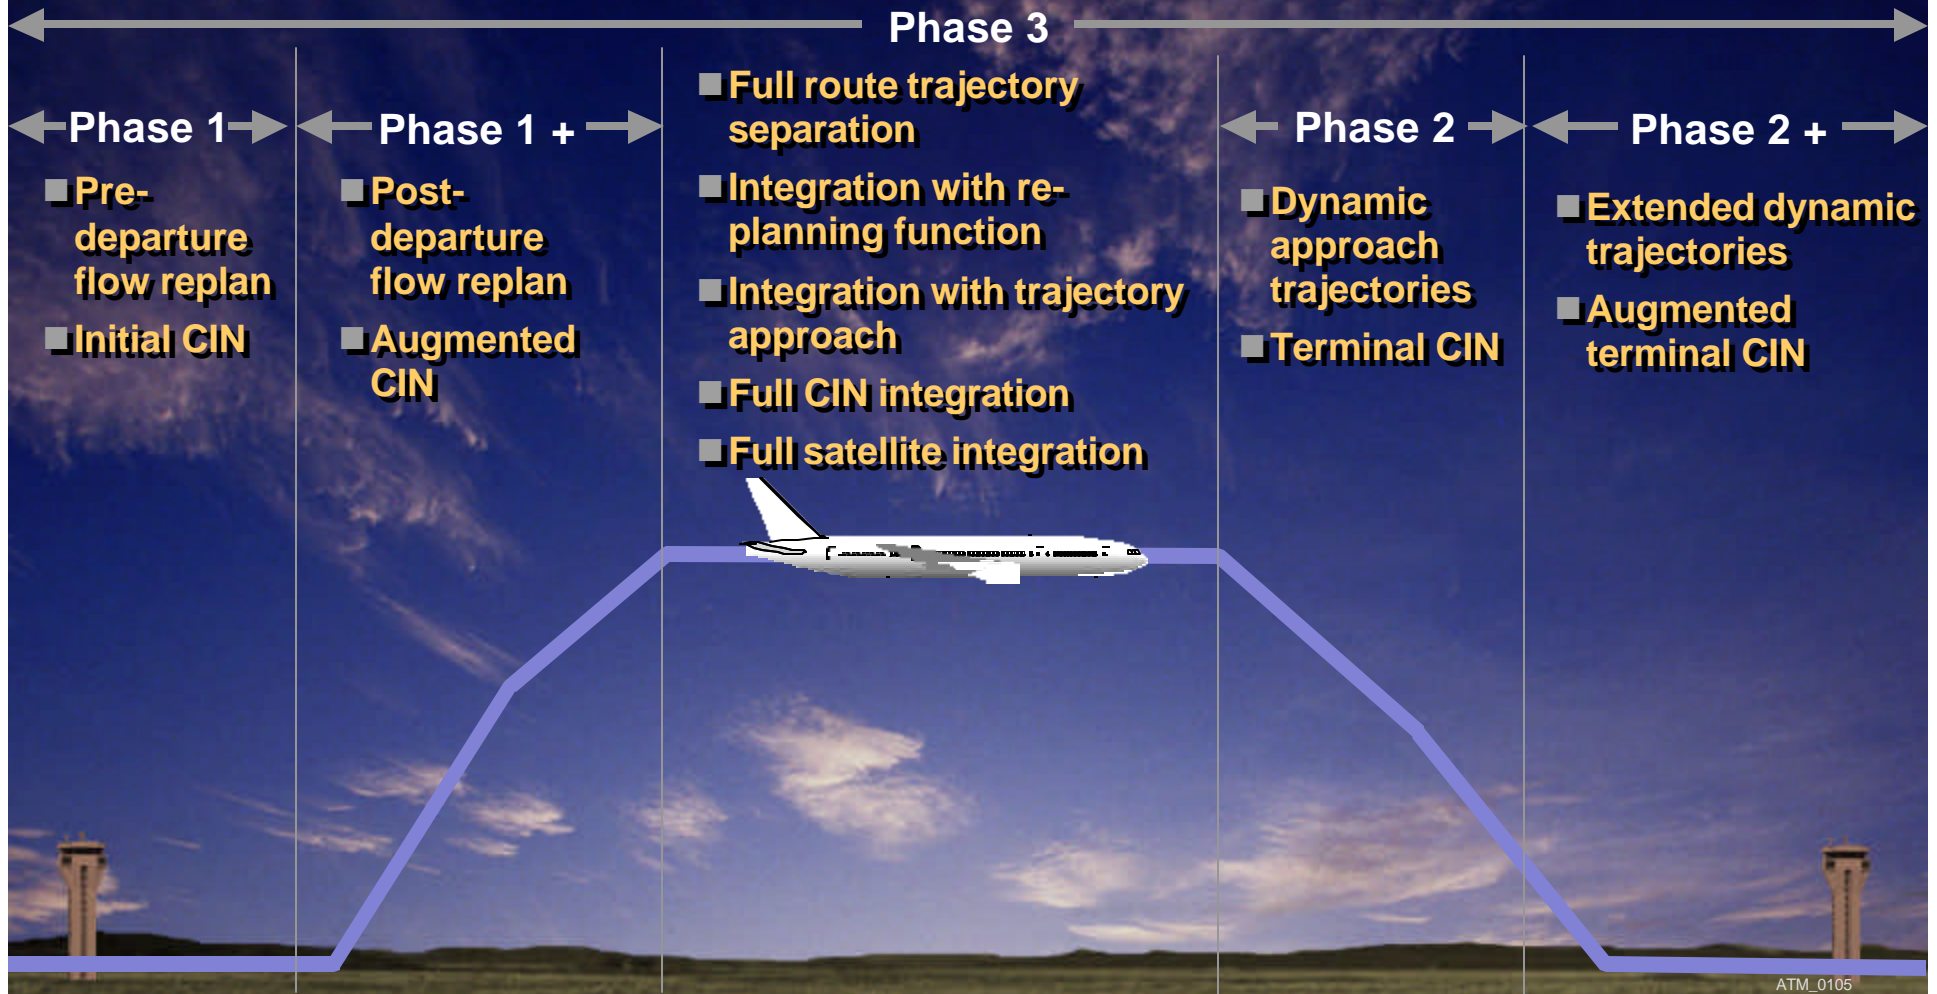 Phase 3
Phase 1
■ Pre-
departure
flow replan
■ Initial CIN
Phase 1 +
■ Post-
departure
flow replan
■ Augmented
CIN
■ Full route trajectory
separation
■ Integration with re-
planning function
■ Integration with trajectory
approach
■ Full CIN integration
■ Full satellite integration
Phase 2
■ Dynamic
approach
trajectories
■ Terminal CIN
Phase 2 +
■ Extended dynamic
trajectories
■ Augmented
terminal CIN
ATM_0105